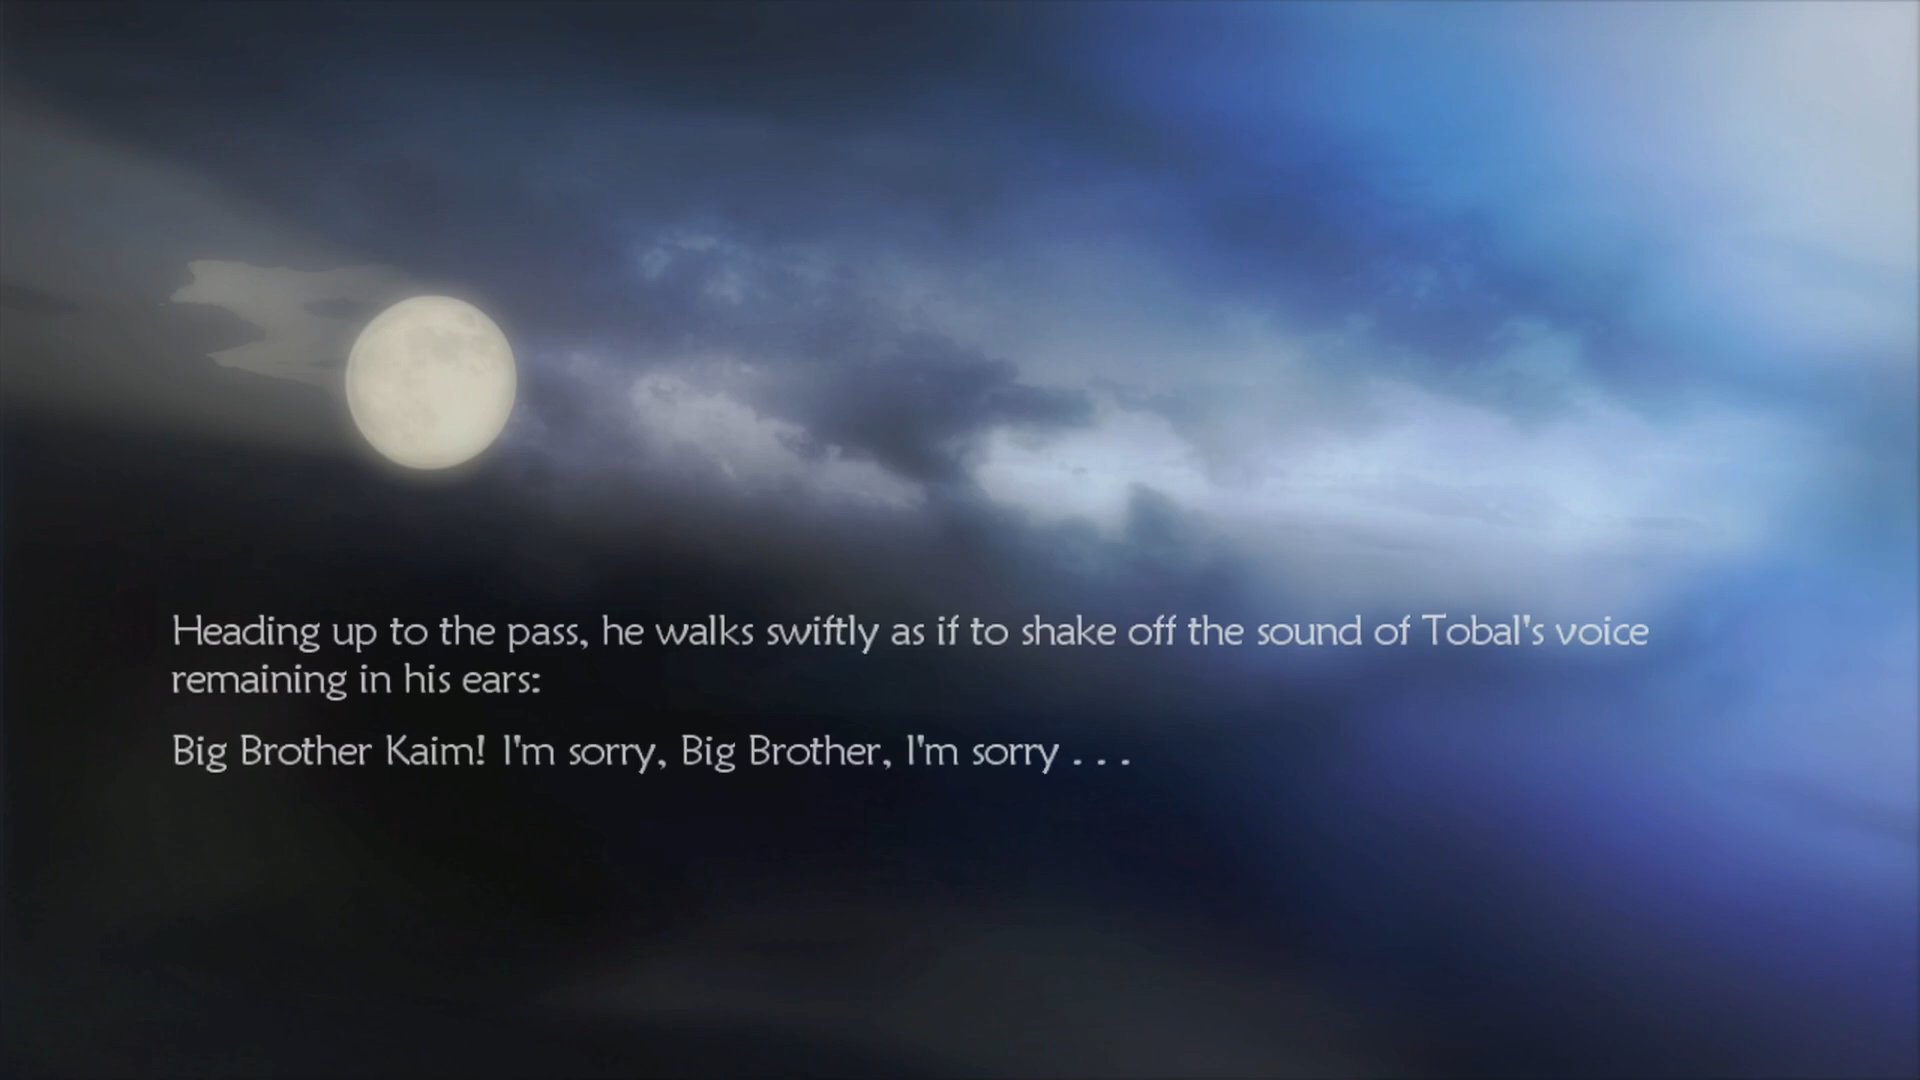 Heading up to the pass, he walks swiftly as if to shake off the sound of Tobal's voice
remaining in his ears:
Big Brother Kaim! I'm sorry, Big Brother, I'm sorry . . .